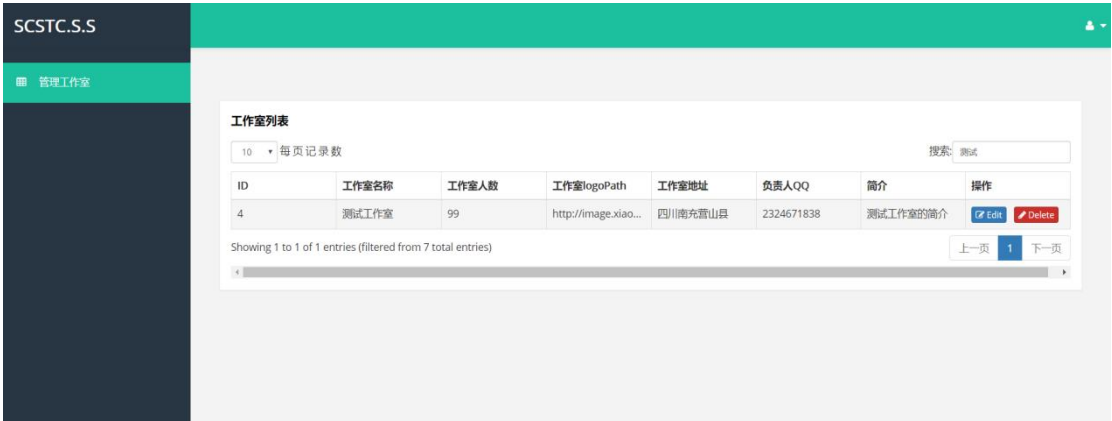 SCSTC.S.S
管理工作室
工作室列表
10 每页记录数 搜索: 测试
ID 工作室名称 工作室人数 工作室logoPath 工作室地址 负责人QQ 简介 操作
4 测试工作室 99 http://image.xiao... 四川南充营山县 2324671838 测试工作室的简介 Edit Delete
Showing 1 to 1 of 1 entries (filtered from 7 total entries) 上一页 1 下一页